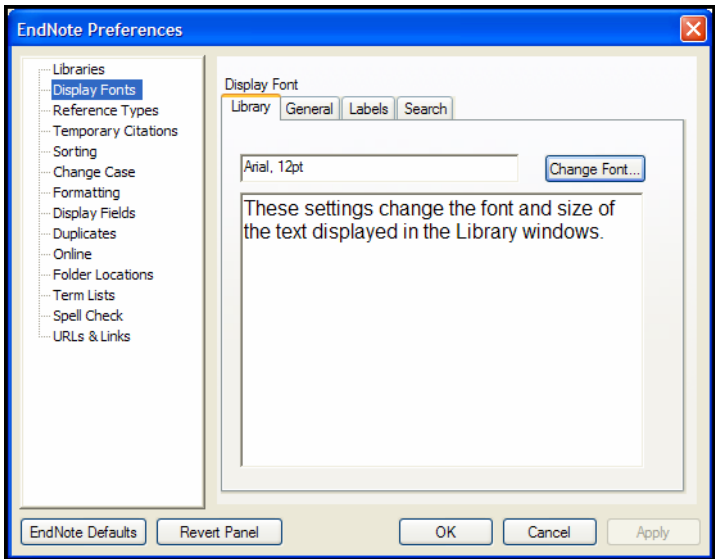 EndNote Preferences
Libraries
Display Fonts
Reference Types
Temporary Citations
Sorting
Change Case
Formatting
Display Fields
Duplicates
Online
Folder Locations
Term Lists
Spell Check
URLs & Links
Display Font
Library General Labels Search
Arial, 12pt Change Font...
These settings change the font and size of
the text displayed in the Library windows.
EndNote Defaults Revert Panel OK Cancel Apply